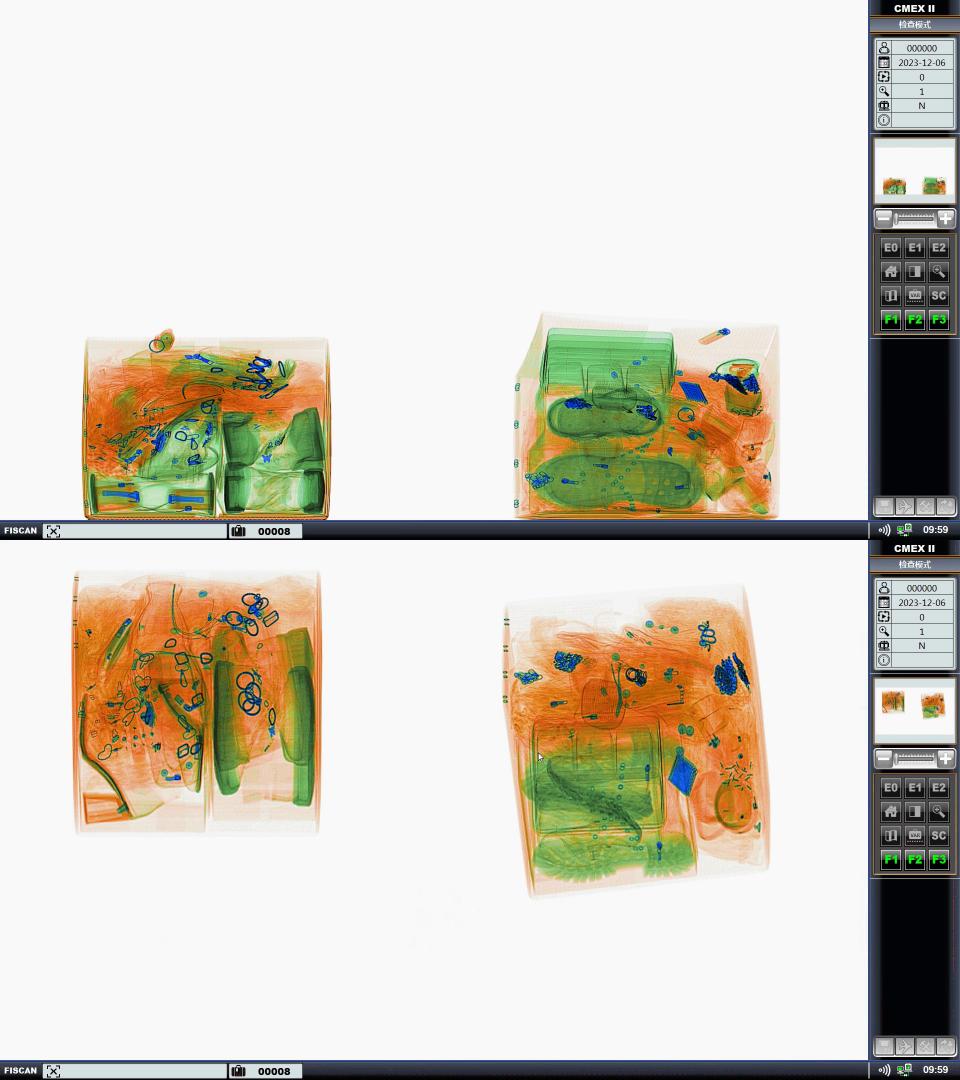 CMEX II
检查模式
000000
2023-12-06
0
1
N
E0 E1 E2
VAR SC
F1 F2 F3
FISCAN 00008 09:59
CMEX II
检查模式
000000
2023-12-06
0
1
N
E0 E1 E2
VAR SC
F1 F2 F3
FISCAN 00008 09:59